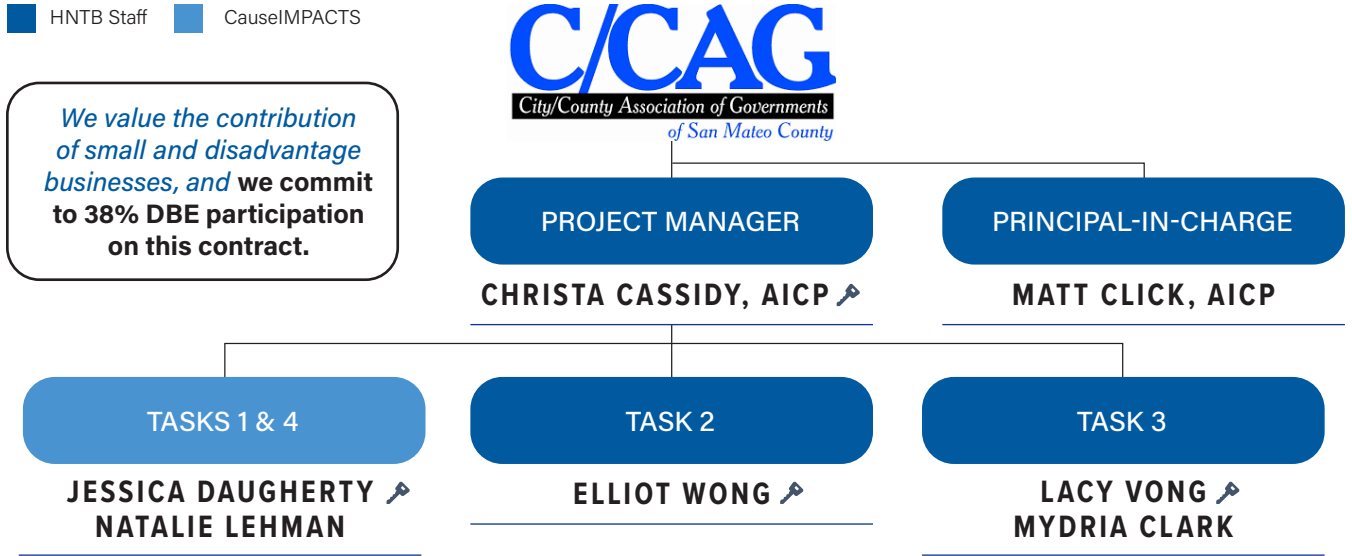 HNTB Staff
CauseIMPACTS
C/CAG
City/County Association of Governments
of San Mateo County
We value the contribution
of small and disadvantage
businesses, and we commit
to 38% DBE participation
on this contract.
PROJECT MANAGER
CHRISTA CASSIDY, AICP
PRINCIPAL-IN-CHARGE
MATT CLICK, AICP
TASKS 1 & 4
JESSICA DAUGHERTY
NATALIE LEHMAN
TASK 2
ELLIOT WONG
TASK 3
LACY VONG
MYDRIA CLARK